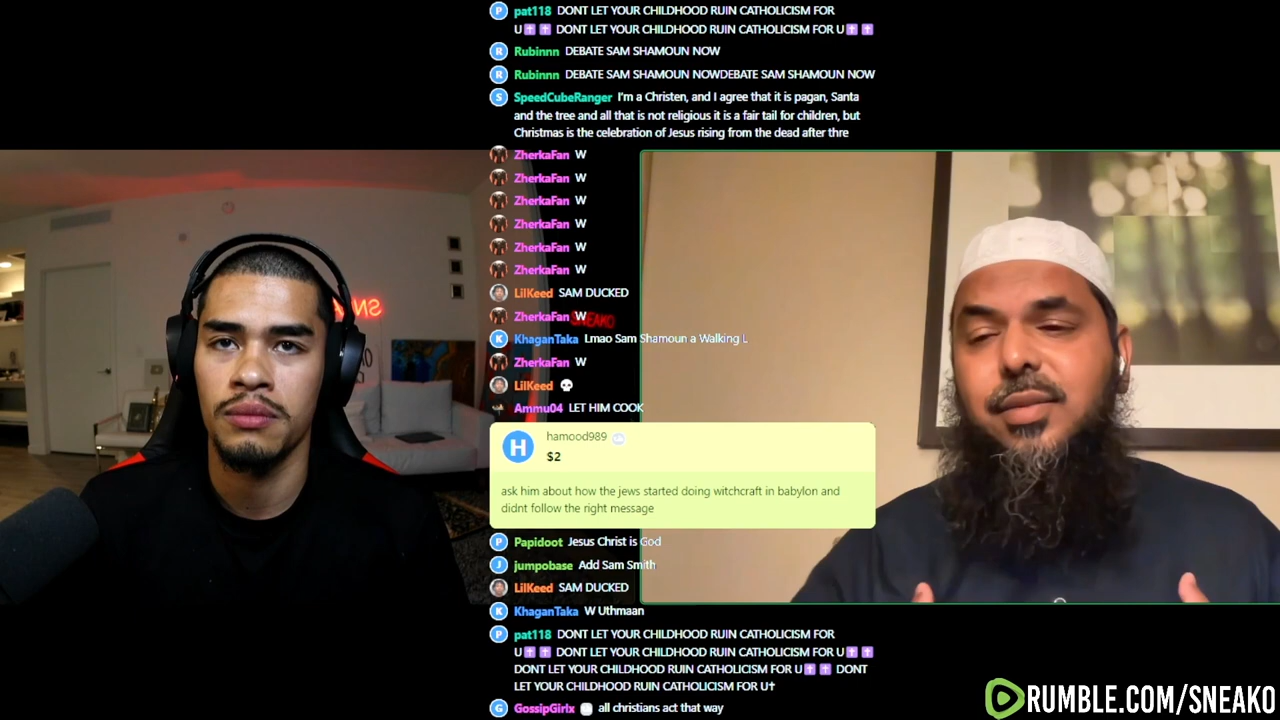 pat118 DONT LET YOUR CHILDHOOD RUIN CATHOLICISM FOR
U✝️✝️ DONT LET YOUR CHILDHOOD RUIN CATHOLICISM FOR U✝️✝️
Rubinnn DEBATE SAM SHAMOUN NOW
Rubinnn DEBATE SAM SHAMOUN NOWDEBATE SAM SHAMOUN NOW
SpeedCubeRanger I'm a Christen, and I agree that it is pagan, Santa
and the tree and all that is not religious it is a fair tail for children, but
Christmas is the celebration of Jesus rising from the dead after thre
ZherkaFan W
ZherkaFan W
ZherkaFan W
ZherkaFan W
ZherkaFan W
ZherkaFan W
LilKeed SAM DUCKED
ZherkaFan W
SNEAKO
KhaganTaka Lmao Sam Shamoun a Walking L
ZherkaFan W
LilKeed 💀
Ammu04 LET HIM COOK
H
hamood989
$2
ask him about how the jews started doing witchcraft in babylon and
didnt follow the right message
Papidoot Jesus Christ is God
jumpobase Add Sam Smith
LilKeed SAM DUCKED
KhaganTaka W Uthmaan
pat118 DONT LET YOUR CHILDHOOD RUIN CATHOLICISM FOR
U✝️✝️ DONT LET YOUR CHILDHOOD RUIN CATHOLICISM FOR U✝️✝️
DONT LET YOUR CHILDHOOD RUIN CATHOLICISM FOR U✝️✝️ DONT
LET YOUR CHILDHOOD RUIN CATHOLICISM FOR U✝
GossipGirlx all christians act that way
RUMBLE.COM/SNEAKO